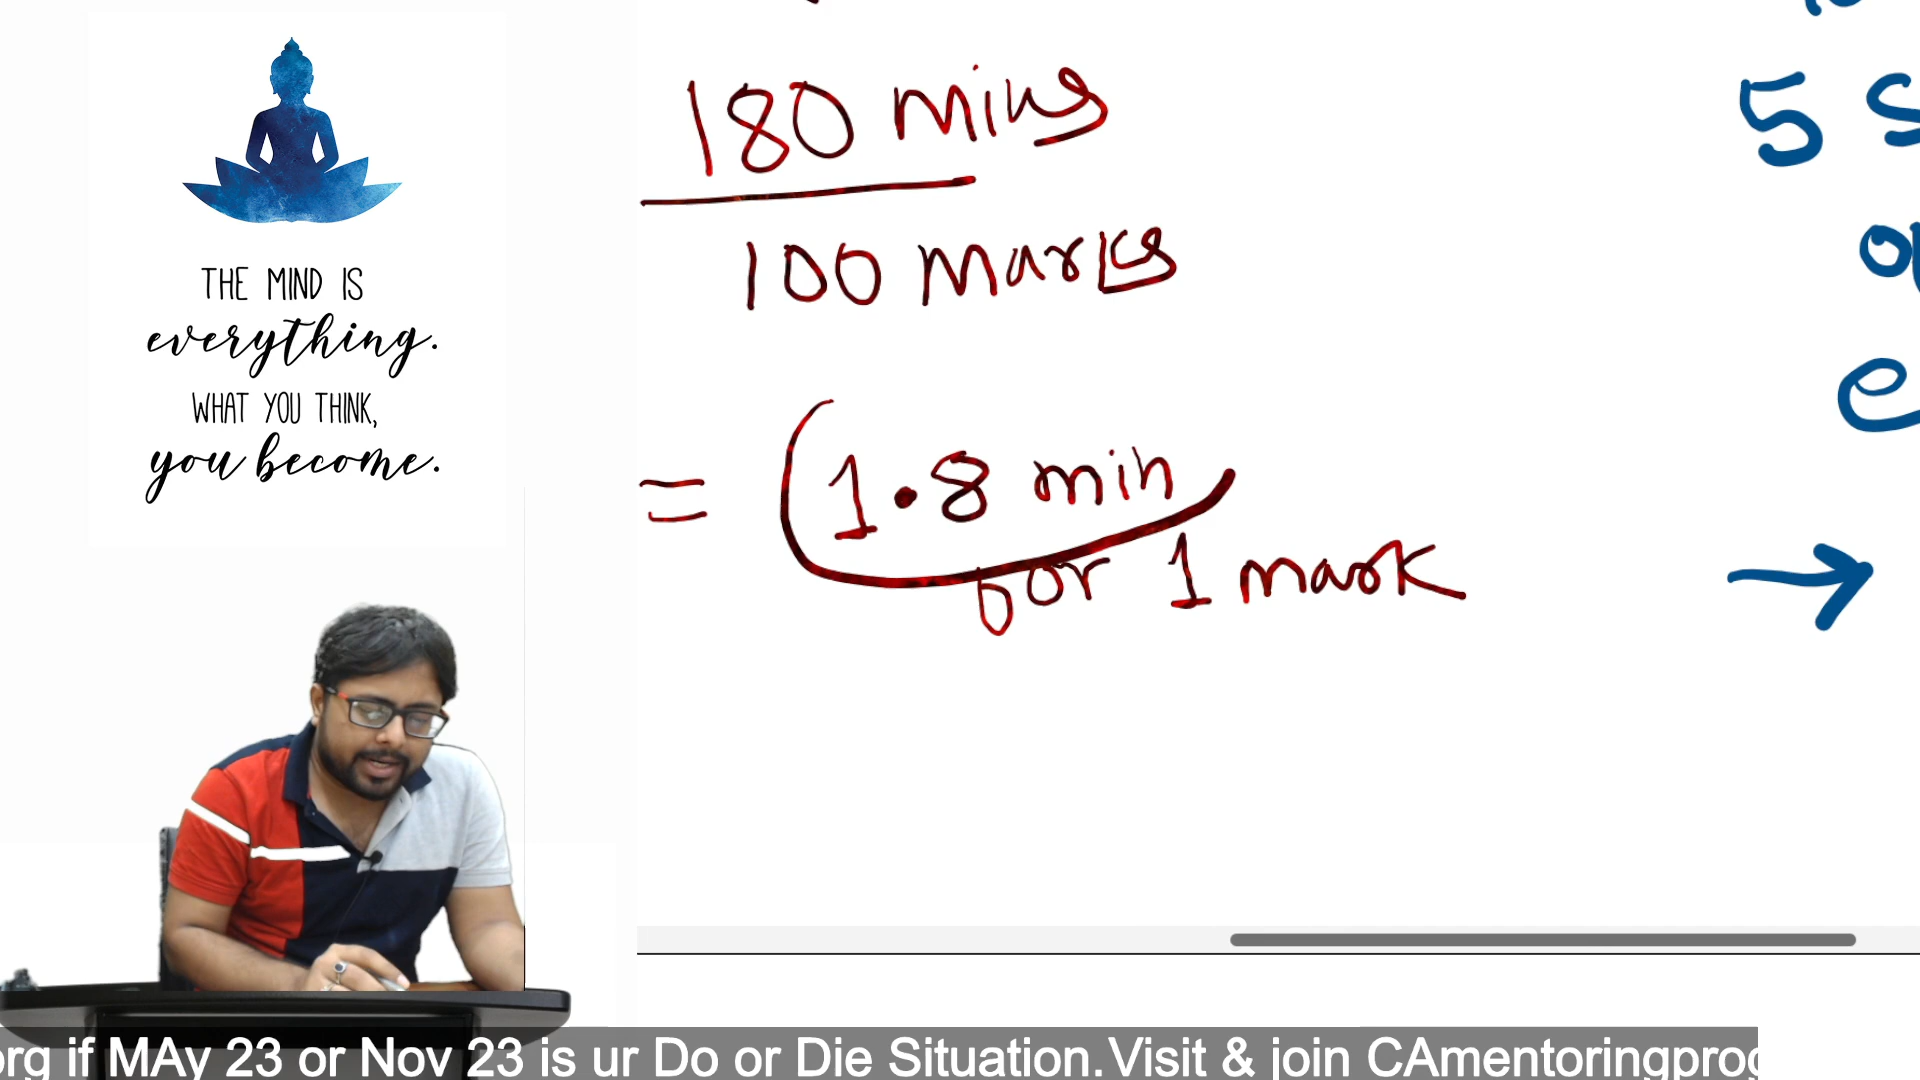 THE MIND IS
everything.
WHAT YOU THINK,
you become.
180 mins
100 Marks
= 1.8 min
for 1 mark
5 S
e
→
org if MAy 23 or Nov 23 is ur Do or Die Situation.Visit & join CAmentoringprog